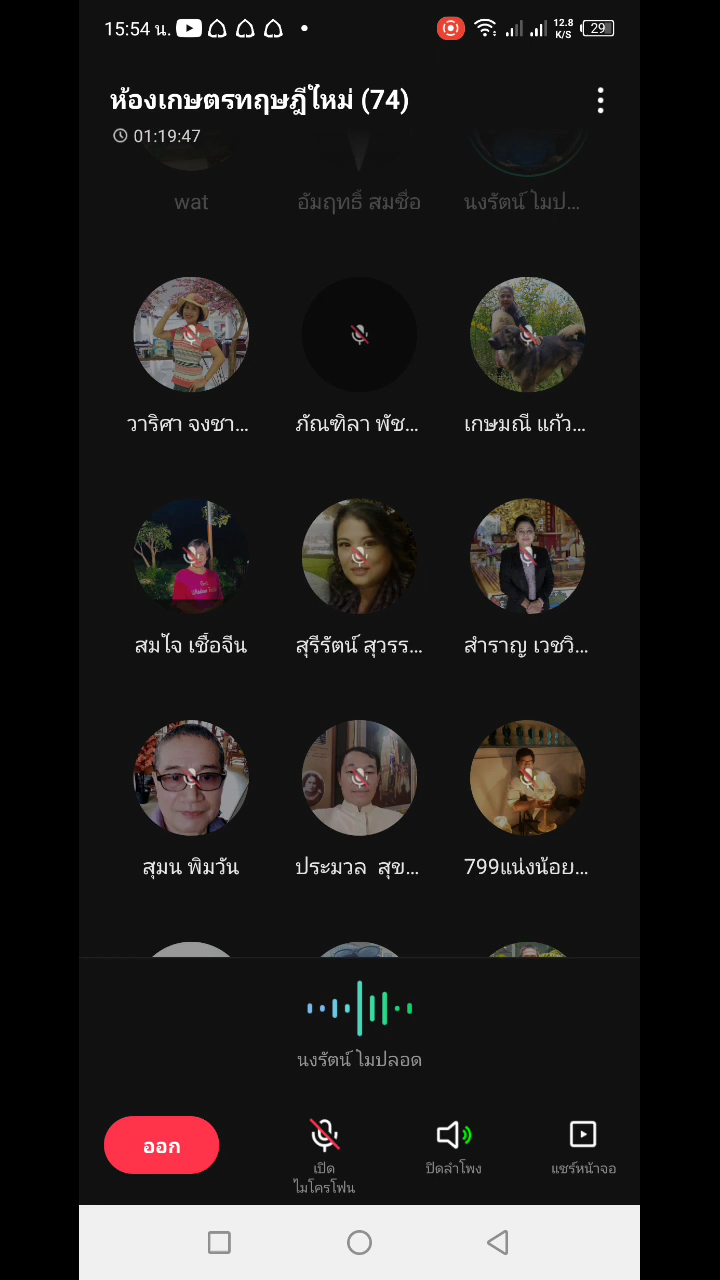 15:54 น.
12.8 K/S
29
ห้องเกษตรทฤษฎีใหม่ (74)
01:19:47
wat อัมฤทธิ์ สมชื่อ นงรัตน์ ไมป...
วาริศา จงชา... ภัณฑิลา พัช... เกษมณี แก้ว...
สมใจ เชื้อจีน สุรีรัตน์ สุวรร... สำราญ เวชวิ...
สุมน พิมวัน ประมวล สุข... 799แน่งน้อย...
นงรัตน์ ไมปลอด
ออก เปิด ปิดลำโพง แชร์หน้าจอ
ไมโครโฟน